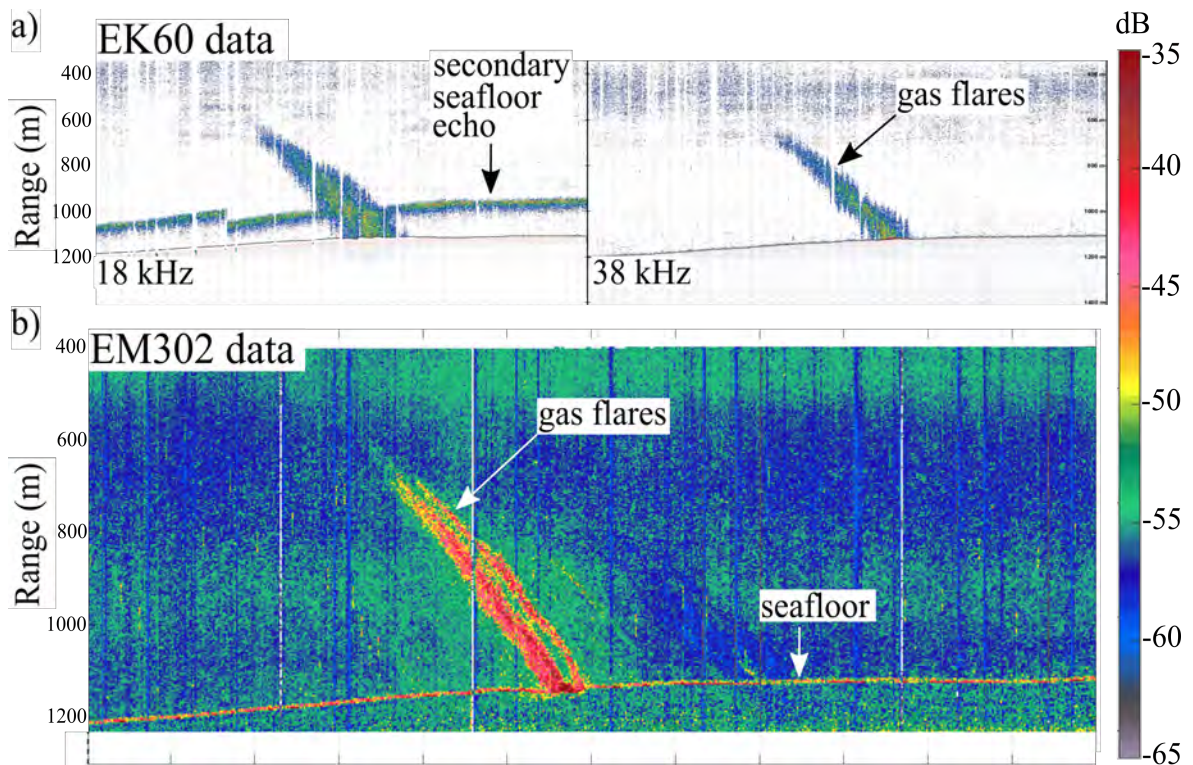 a)
EK60 data
dB
-35
400
secondary
seafloor
echo
gas flares
600
-40
Range (m)
800
1000
-45
1200
18 kHz
38 kHz
b)
EM302 data
400
-50
gas flares
600
-55
Range (m)
800
seafloor
1000
-60
1200
-65